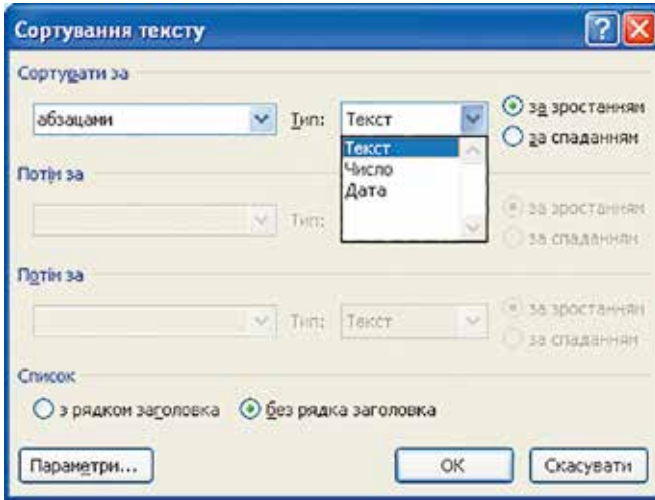 Сортування тексту
Сортувати за
абзацами Тип: Текст за зростанням
за спаданням
Текст
Число
Дата
Потім за
Тип: за зростанням
за спаданням
Потім за
Тип: Текст за зростанням
за спаданням
Список
з рядком заголовка без рядка заголовка
Параметри... ОК Скасувати